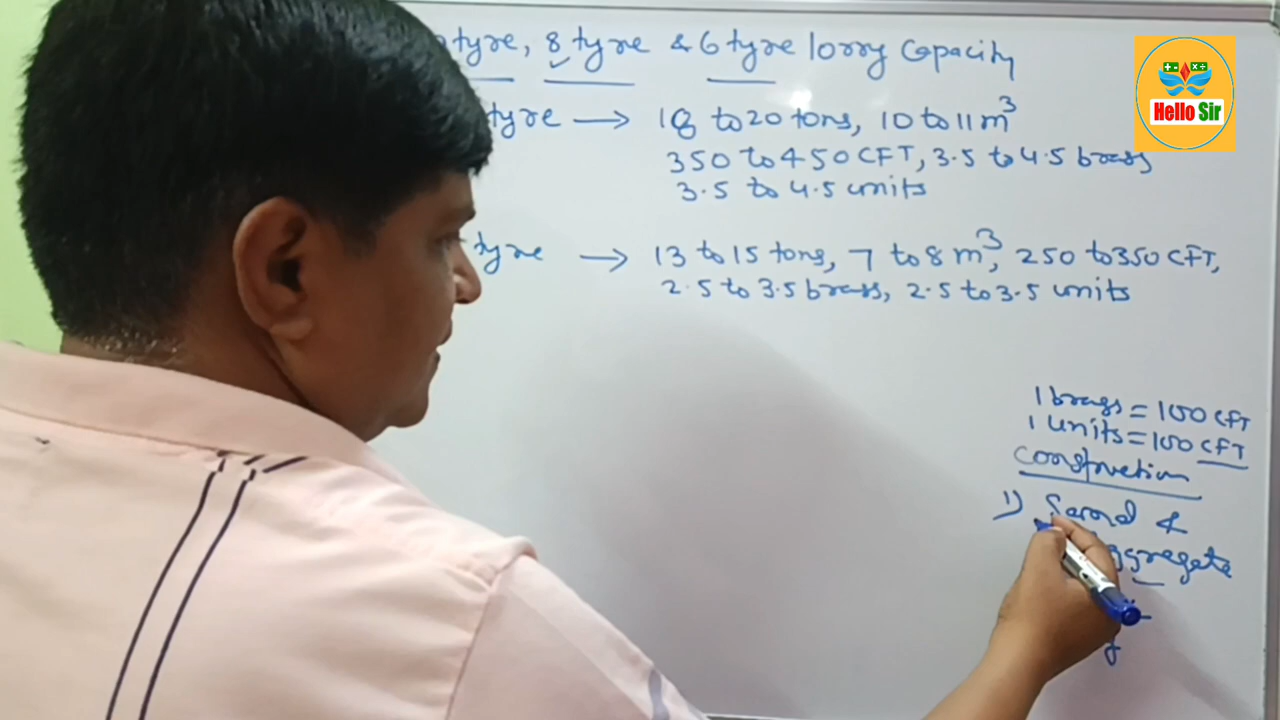 tyre, 8 tyre & 6 tyre lorry Capacity
tyre → 18 to 20 tons, 10 to 11 m³
350 to 450 CFT, 3.5 to 4.5 brass
3.5 to 4.5 units
tyre → 13 to 15 tons, 7 to 8 m³, 250 to 350 CFT,
2.5 to 3.5 brass, 2.5 to 3.5 units
1 brass = 100 CFT
1 units = 100 CFT
Construction
1) Sand &
ggregate
Hello Sir